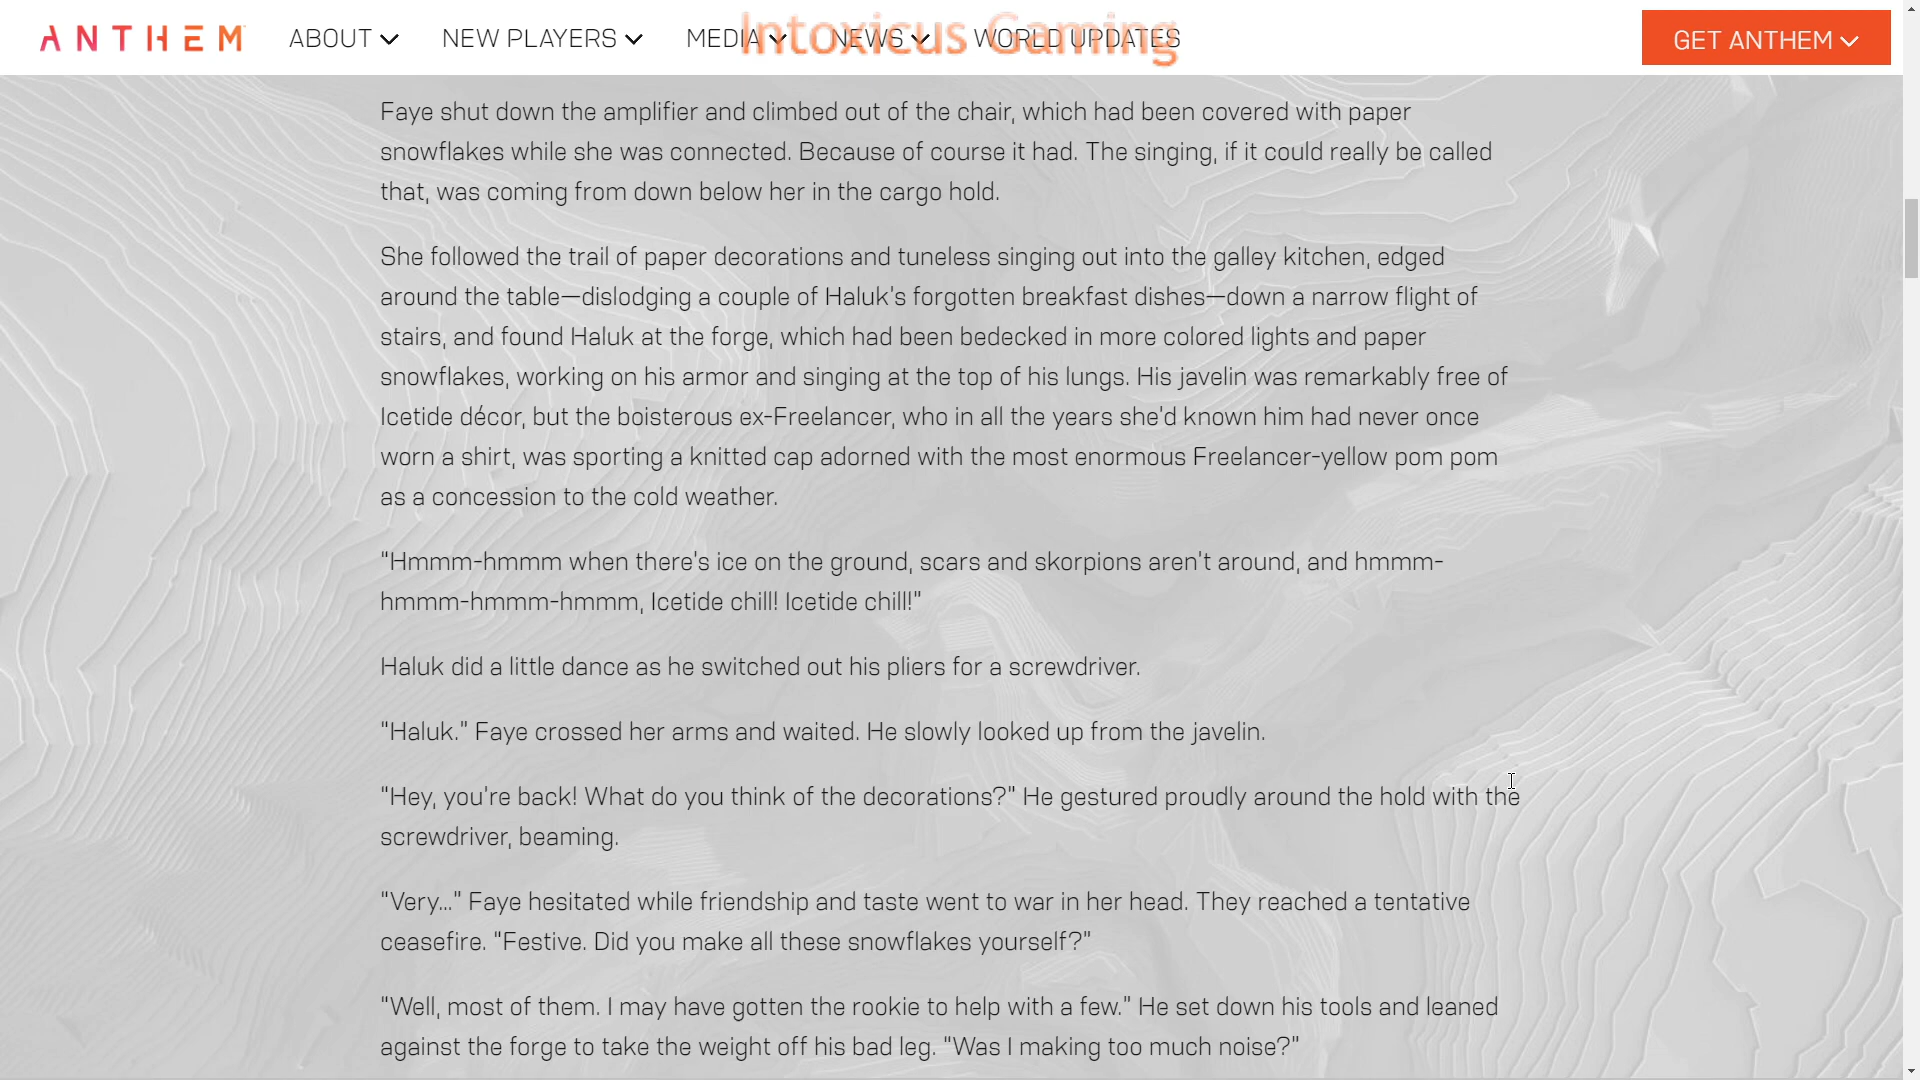 ANTHEM ABOUT NEW PLAYERS MEDIA NEWS WORLD UPDATES GET ANTHEM
Intoxicus Gaming
Faye shut down the amplifier and climbed out of the chair, which had been covered with paper
snowflakes while she was connected. Because of course it had. The singing, if it could really be called
that, was coming from down below her in the cargo hold.
She followed the trail of paper decorations and tuneless singing out into the galley kitchen, edged
around the table—dislodging a couple of Haluk's forgotten breakfast dishes—down a narrow flight of
stairs, and found Haluk at the forge, which had been bedecked in more colored lights and paper
snowflakes, working on his armor and singing at the top of his lungs. His javelin was remarkably free of
Icetide décor, but the boisterous ex-Freelancer, who in all the years she'd known him had never once
worn a shirt, was sporting a knitted cap adorned with the most enormous Freelancer-yellow pom pom
as a concession to the cold weather.
“Hmmm-hmmm when there's ice on the ground, scars and skorpions aren't around, and hmmm-
hmmm-hmmm-hmmm, Icetide chill! Icetide chill!”
Haluk did a little dance as he switched out his pliers for a screwdriver.
“Haluk.” Faye crossed her arms and waited. He slowly looked up from the javelin.
“Hey, you're back! What do you think of the decorations?” He gestured proudly around the hold with the
screwdriver, beaming.
“Very...” Faye hesitated while friendship and taste went to war in her head. They reached a tentative
ceasefire. “Festive. Did you make all these snowflakes yourself?”
“Well, most of them. I may have gotten the rookie to help with a few.” He set down his tools and leaned
against the forge to take the weight off his bad leg. “Was I making too much noise?”